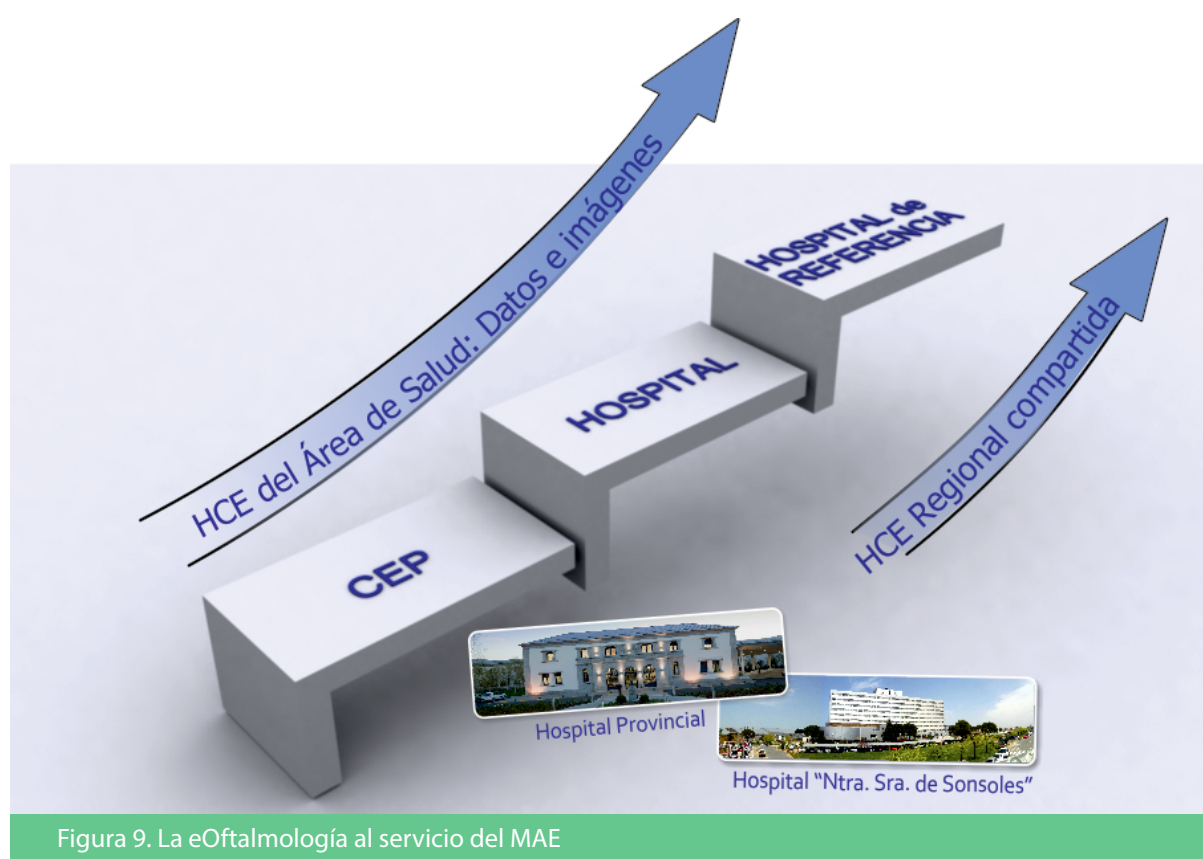 HCE del Área de Salud: Datos e imágenes
HOSPITAL de
REFERENCIA
HOSPITAL
HCE Regional compartida
CEP
Hospital Provincial
Hospital "Ntra. Sra. de Sonsoles"
Figura 9. La eOftalmología al servicio del MAE